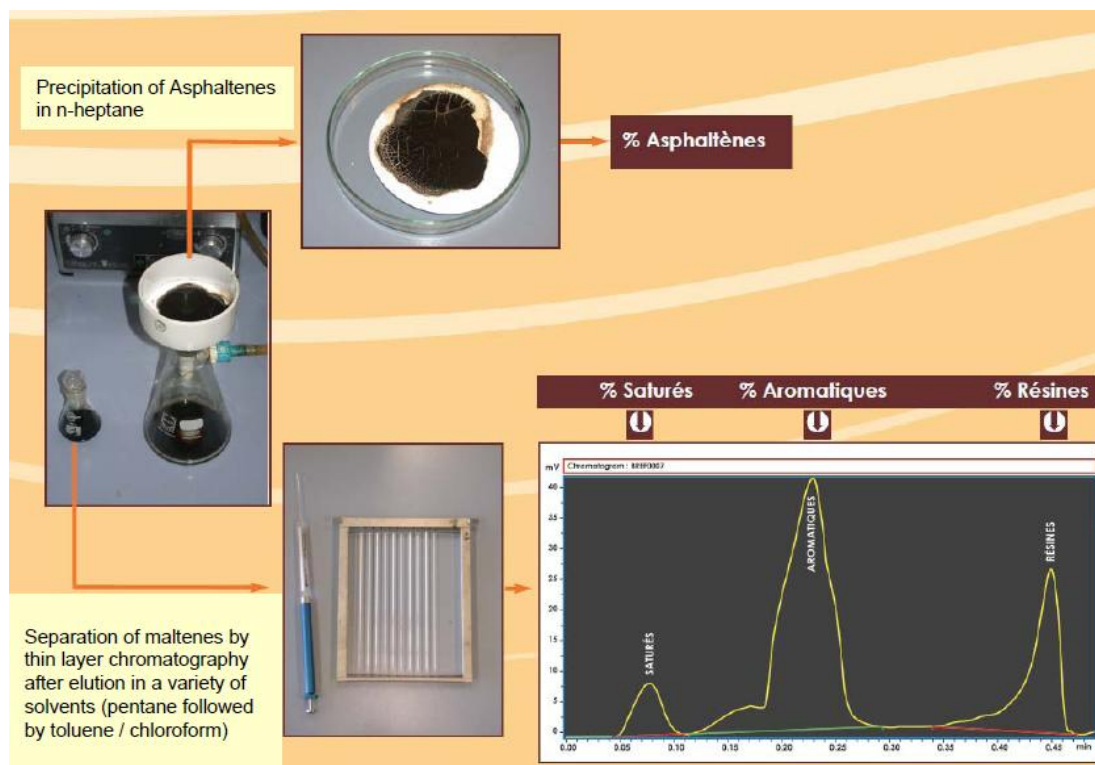 Precipitation of Asphaltenes
in n-heptane
% Asphaltènes
% Saturés
% Aromatiques
% Résines
mV
Chromatogram : BREF0007
40
35
30
25
20
15
10
5
0
SATURÉS
AROMATIQUES
RÉSINES
0.00 0.05 0.10 0.15 0.20 0.25 0.30 0.35 0.40 0.45 min
Separation of maltenes by
thin layer chromatography
after elution in a variety of
solvents (pentane followed
by toluene / chloroform)